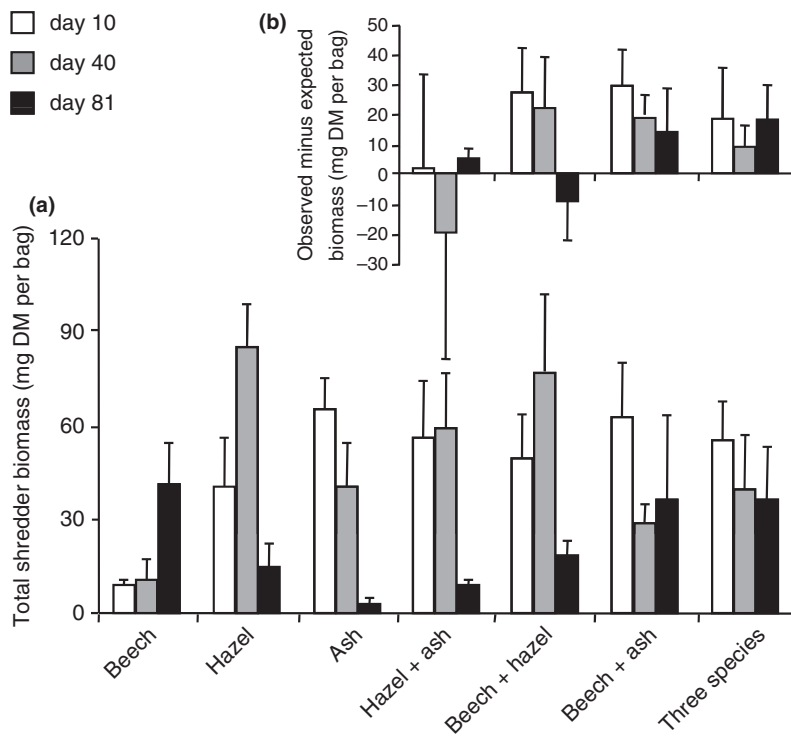 day 10
day 40
day 81
(b)
Observed minus expected
biomass (mg DM per bag)
50
40
30
20
10
0
−10
−20
−30
(a)
Total shredder biomass (mg DM per bag)
120
90
60
30
0
Beech
Hazel
Ash
Hazel + ash
Beech + hazel
Beech + ash
Three species